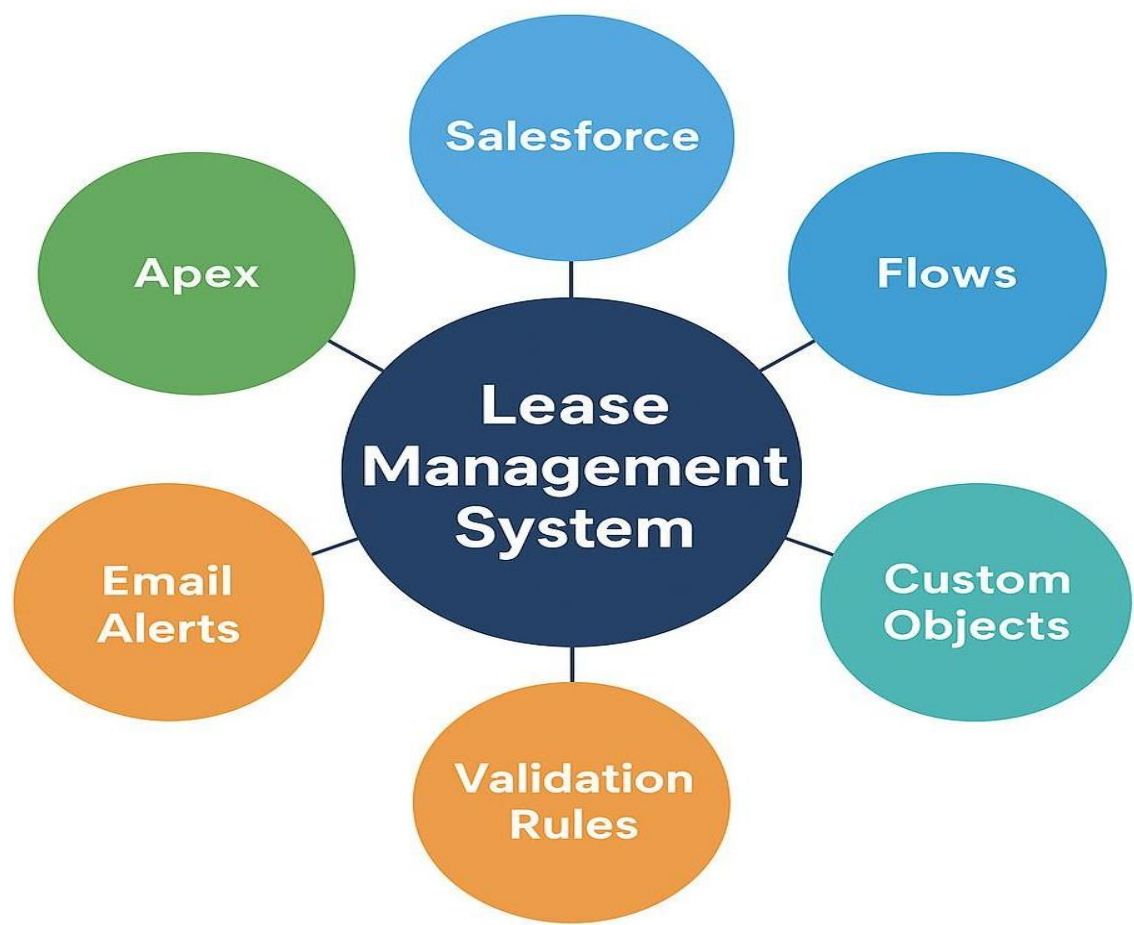 Salesforce
Apex
Flows
Lease
Management
System
Email
Alerts
Custom
Objects
Validation
Rules